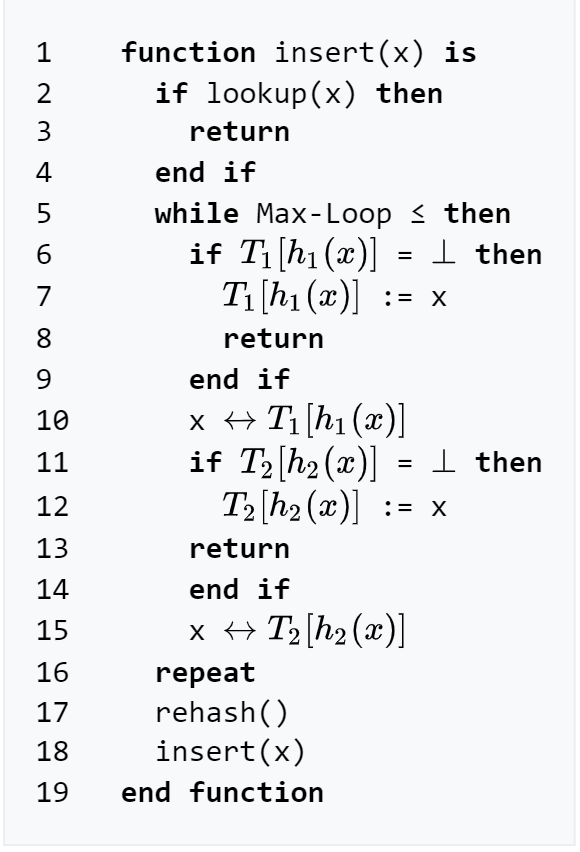 1 function insert(x) is
2 if lookup(x) then
3 return
4 end if
5 while Max-Loop ≤ then
6 if T₁[h₁(x)] = ⊥ then
7 T₁[h₁(x)] := x
8 return
9 end if
10 x ↔ T₁[h₁(x)]
11 if T₂[h₂(x)] = ⊥ then
12 T₂[h₂(x)] := x
13 return
14 end if
15 x ↔ T₂[h₂(x)]
16 repeat
17 rehash()
18 insert(x)
19 end function